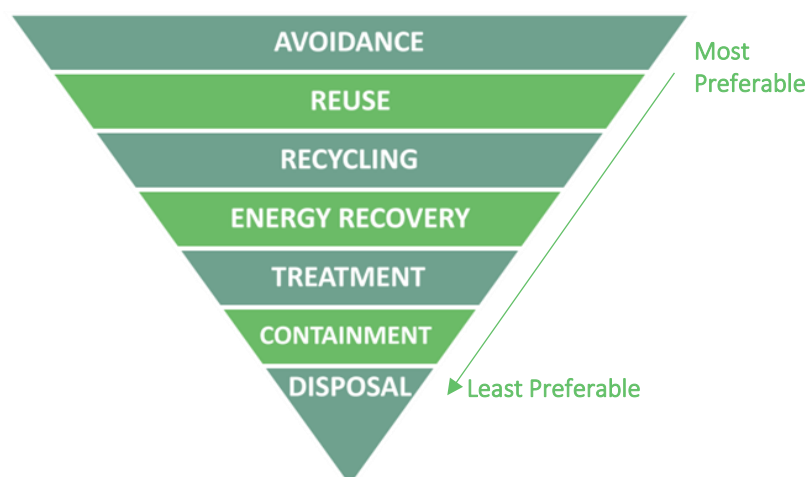 AVOIDANCE
Most
Preferable
REUSE
RECYCLING
ENERGY RECOVERY
TREATMENT
CONTAINMENT
DISPOSAL
Least Preferable